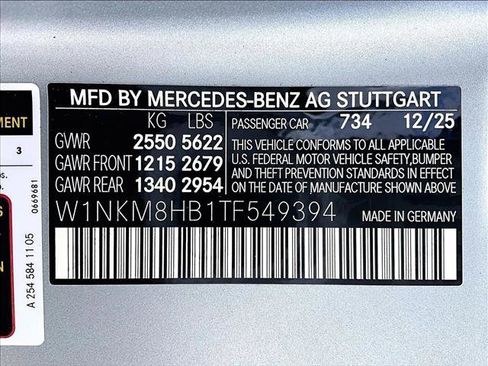 MFD BY MERCEDES-BENZ AG STUTTGART
KG LBS PASSENGER CAR 734 12/25
GVWR 2550 5622
GAWR FRONT 1215 2679
GAWR REAR 1340 2954
THIS VEHICLE CONFORMS TO ALL APPLICABLE
U.S. FEDERAL MOTOR VEHICLE SAFETY,BUMPER
AND THEFT PREVENTION STANDARDS IN EFFECT
ON THE DATE OF MANUFACTURE SHOWN ABOVE.
W1NKM8HB1TF549394 MADE IN GERMANY
MENT
3
0669681
A 254 584 11 05